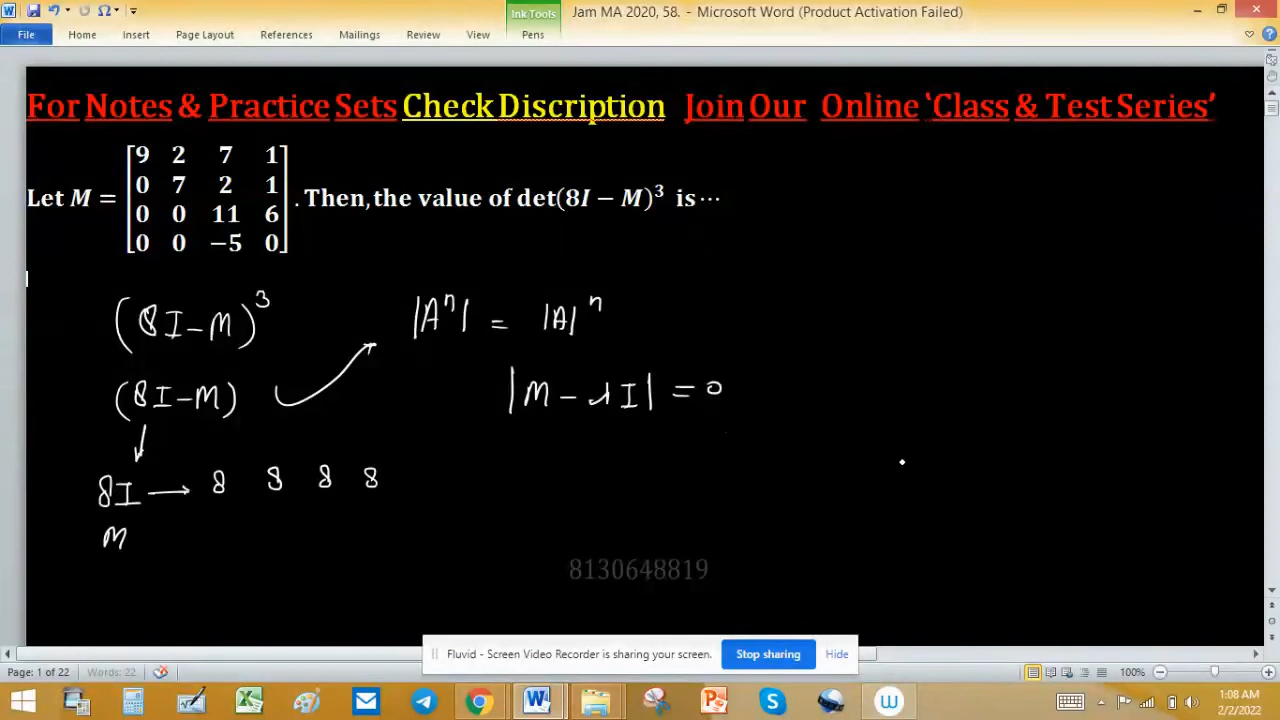 Ink Tools
Jam MA 2020, 58. - Microsoft Word (Product Activation Failed)
File Home Insert Page Layout References Mailings Review View Pens
For Notes & Practice Sets Check Discription Join Our Online ‘Class & Test Series’
9 2 7 1
0 7 2 1
Let M = . Then, the value of det(8I − M)³ is ⋯
0 0 11 6
0 0 −5 0
(8I−M)³ |Aⁿ| = |A|ⁿ
(8I−M) |M − λI| = 0
8I → 8 8 8 8
M
8130648819
Fluvid - Screen Video Recorder is sharing your screen. Stop sharing Hide
Page: 1 of 22 Words: 22 100%
1:08 AM
2/2/2022